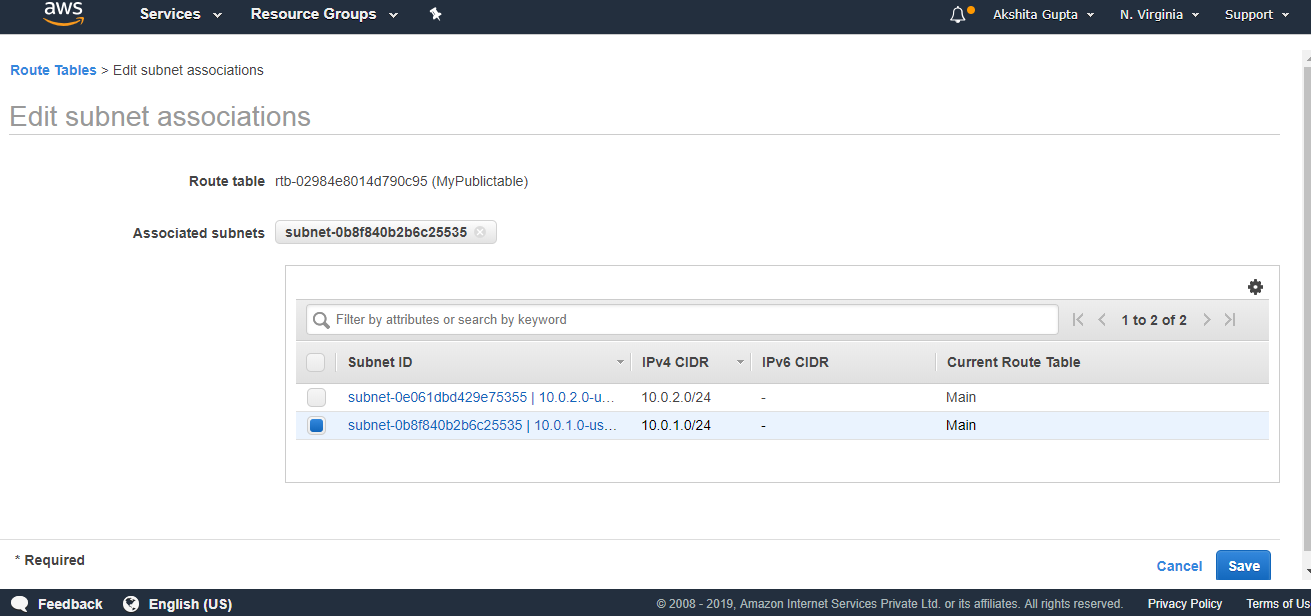 aws Services Resource Groups Akshita Gupta N. Virginia Support
Route Tables > Edit subnet associations
Edit subnet associations
Route table rtb-02984e8014d790c95 (MyPublictable)
Associated subnets subnet-0b8f840b2b6c25535
Filter by attributes or search by keyword 1 to 2 of 2
Subnet ID IPv4 CIDR IPv6 CIDR Current Route Table
subnet-0e061dbd429e75355 | 10.0.2.0-u... 10.0.2.0/24 - Main
subnet-0b8f840b2b6c25535 | 10.0.1.0-us... 10.0.1.0/24 - Main
* Required
Cancel Save
Feedback English (US) © 2008 - 2019, Amazon Internet Services Private Ltd. or its affiliates. All rights reserved. Privacy Policy Terms of Us